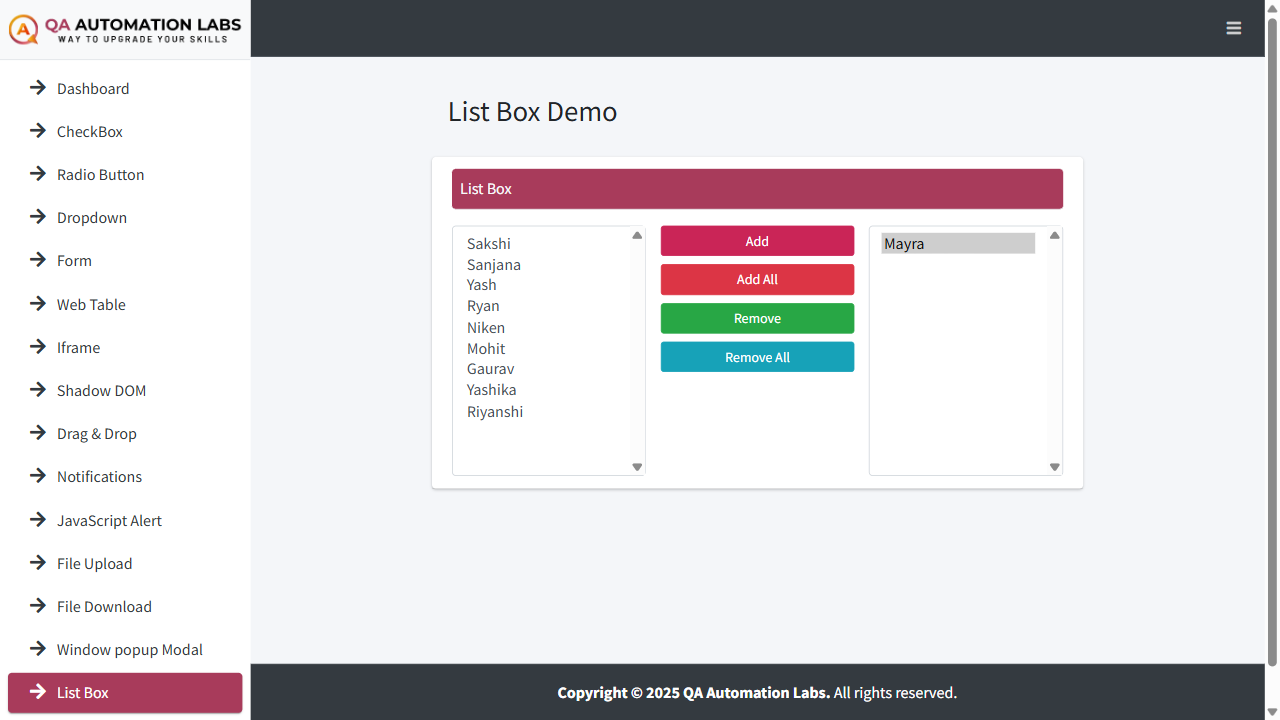 QA AUTOMATION LABS
WAY TO UPGRADE YOUR SKILLS
Dashboard
CheckBox
Radio Button
Dropdown
Form
Web Table
Iframe
Shadow DOM
Drag & Drop
Notifications
JavaScript Alert
File Upload
File Download
Window popup Modal
List Box
List Box Demo
List Box
Sakshi
Sanjana
Yash
Ryan
Niken
Mohit
Gaurav
Yashika
Riyanshi
Add
Add All
Remove
Remove All
Mayra
Copyright © 2025 QA Automation Labs. All rights reserved.